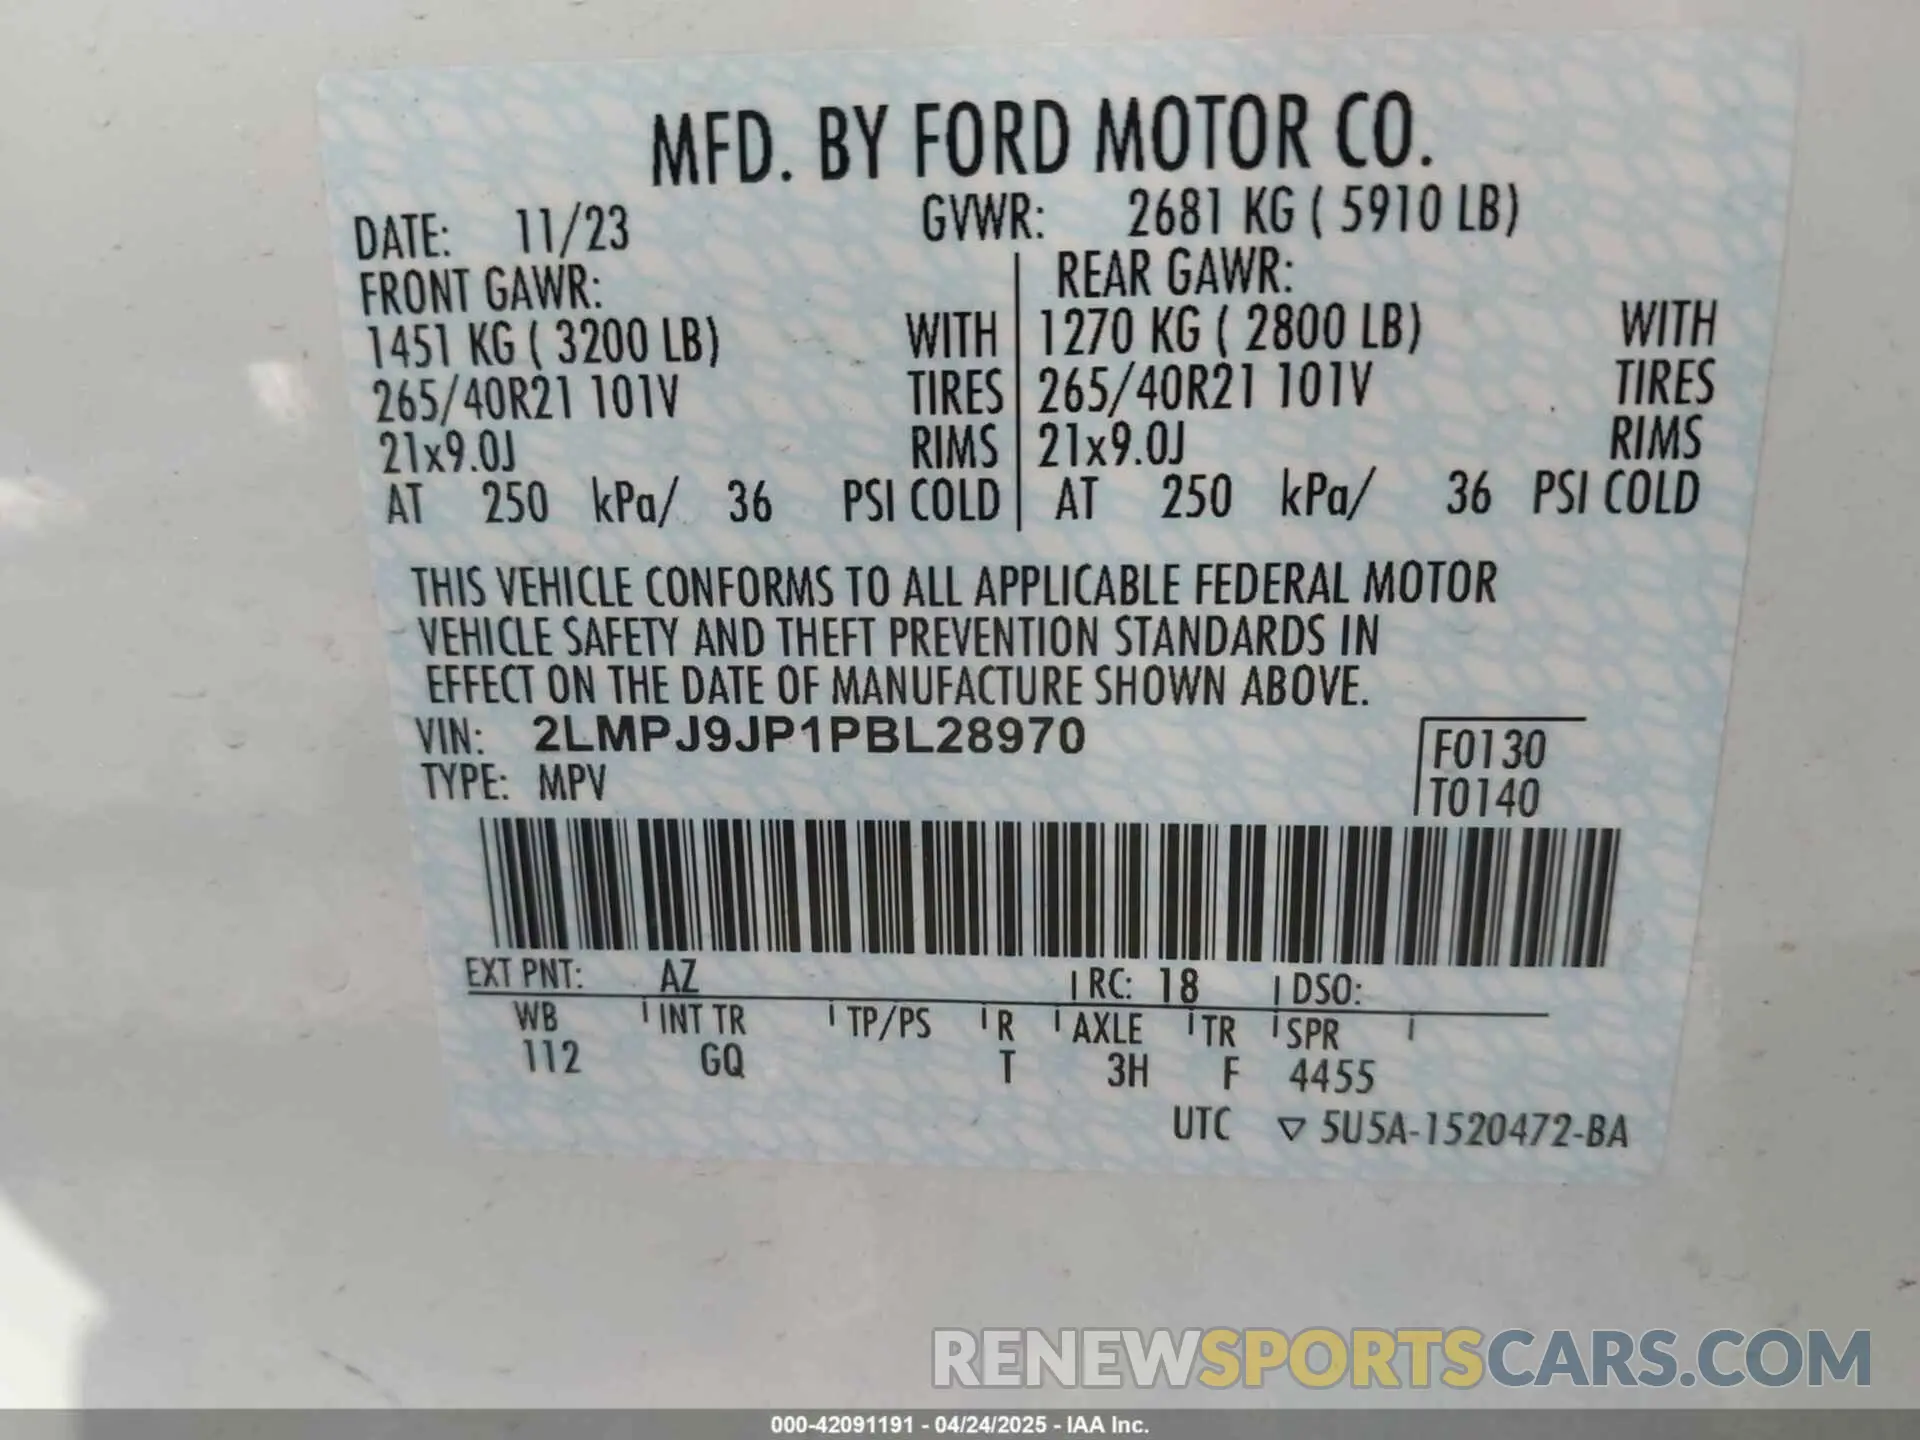 MFD. BY FORD MOTOR CO.
DATE: 11/23 GVWR: 2681 KG ( 5910 LB)
FRONT GAWR: REAR GAWR:
1451 KG ( 3200 LB) WITH 1270 KG ( 2800 LB) WITH
265/40R21 101V TIRES 265/40R21 101V TIRES
21x9.0J RIMS 21x9.0J RIMS
AT 250 kPa/ 36 PSI COLD AT 250 kPa/ 36 PSI COLD
THIS VEHICLE CONFORMS TO ALL APPLICABLE FEDERAL MOTOR
VEHICLE SAFETY AND THEFT PREVENTION STANDARDS IN
EFFECT ON THE DATE OF MANUFACTURE SHOWN ABOVE.
VIN: 2LMPJ9JP1PBL28970 F0130
TYPE: MPV T0140
EXT PNT: AZ RC: 18 DSO:
WB INT TR TP/PS R AXLE TR SPR
112 GQ T 3H F 4455
UTC ▽ 5U5A-1520472-BA
RENEWSPORTSCARS.COM
000-42091191 - 04/24/2025 - IAA Inc.